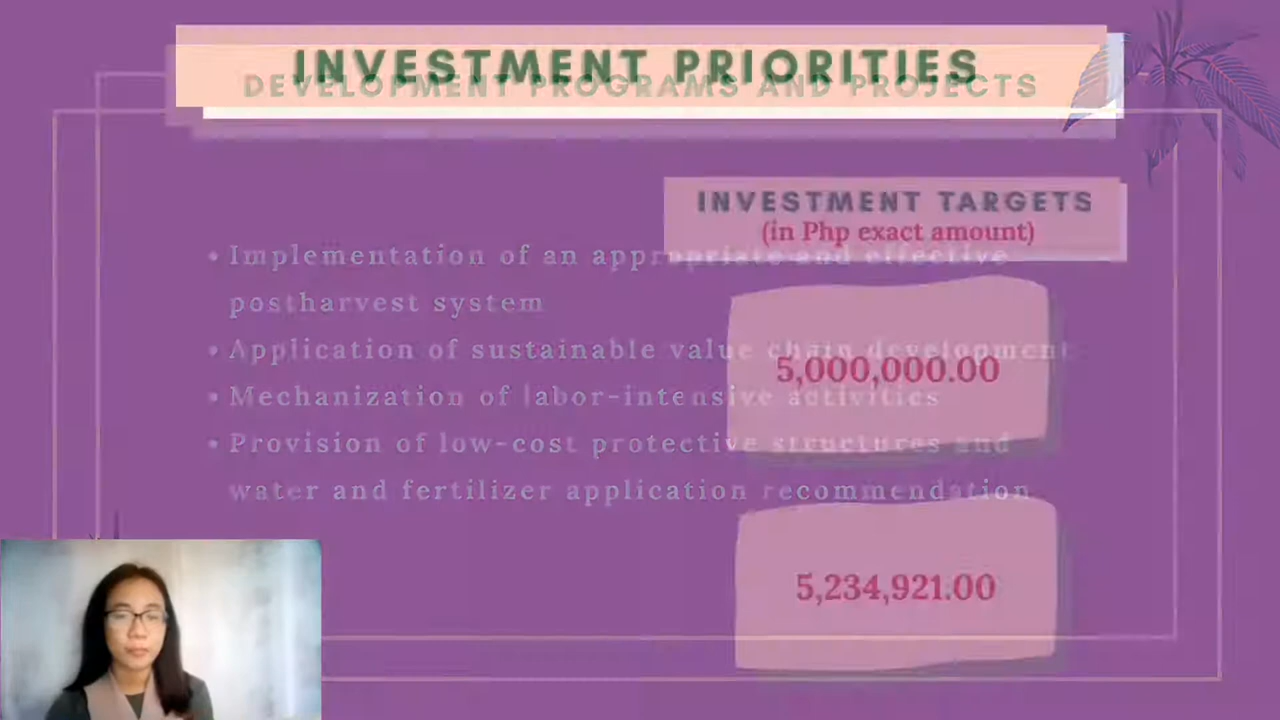 INVESTMENT PRIORITIES
DEVELOPMENT PROGRAMS AND PROJECTS
INVESTMENT TARGETS
(in Php exact amount)
• Implementation of an appropriate and effective
postharvest system
• Application of sustainable value chain development
• Mechanization of labor-intensive activities
• Provision of low-cost protective structures and
water and fertilizer application recommendation
5,000,000.00
5,234,921.00